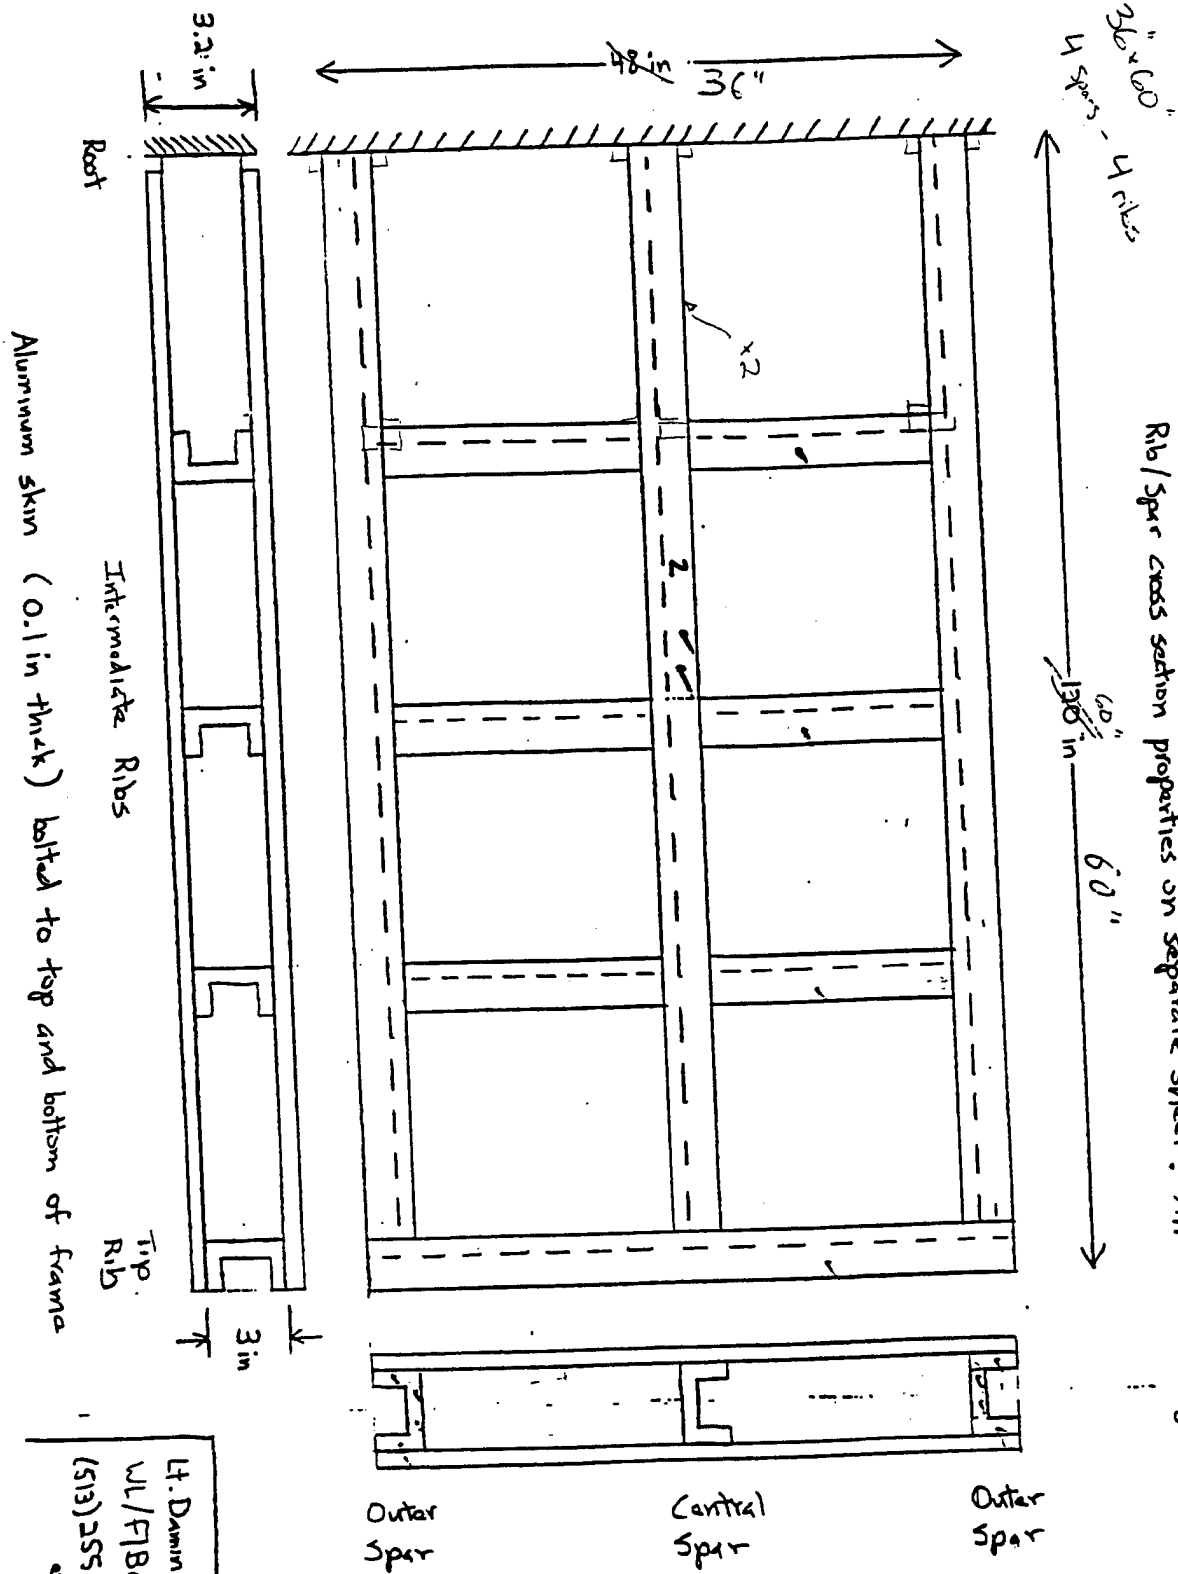 36" x 60"
4 spars - 4 ribs
Rib/Spar cross section properties on separate sheet.
48 in
36"
120 in
60"
60"
3.2 in
x2
2
Root
Intermediate Ribs
Tip
Rib
3 in
Aluminum skin (0.1 in thick) bolted to top and bottom of frame
Outer
Spar
Central
Spar
Outer
Spar
Lt. Damin
WL/FIB
(513)255